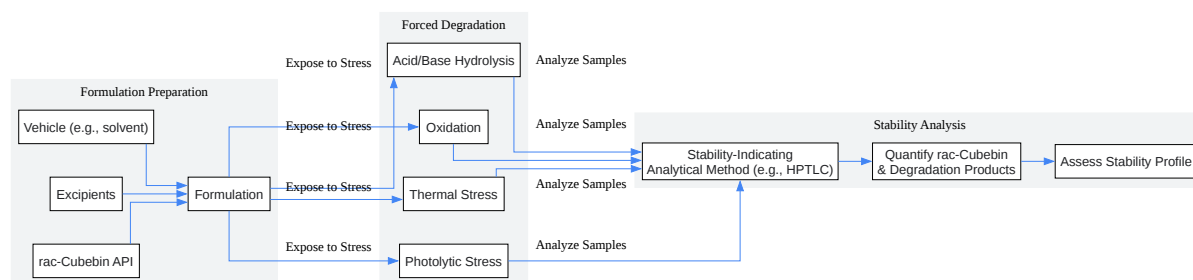 Formulation Preparation
Vehicle (e.g., solvent)
Excipients
rac-Cubebin API
Formulation
Expose to Stress
Expose to Stress
Expose to Stress
Expose to Stress
Forced Degradation
Acid/Base Hydrolysis
Oxidation
Thermal Stress
Photolytic Stress
Analyze Samples
Analyze Samples
Analyze Samples
Analyze Samples
Stability Analysis
Stability-Indicating
Analytical Method (e.g., HPTLC)
Quantify rac-Cubebin
& Degradation Products
Assess Stability Profile